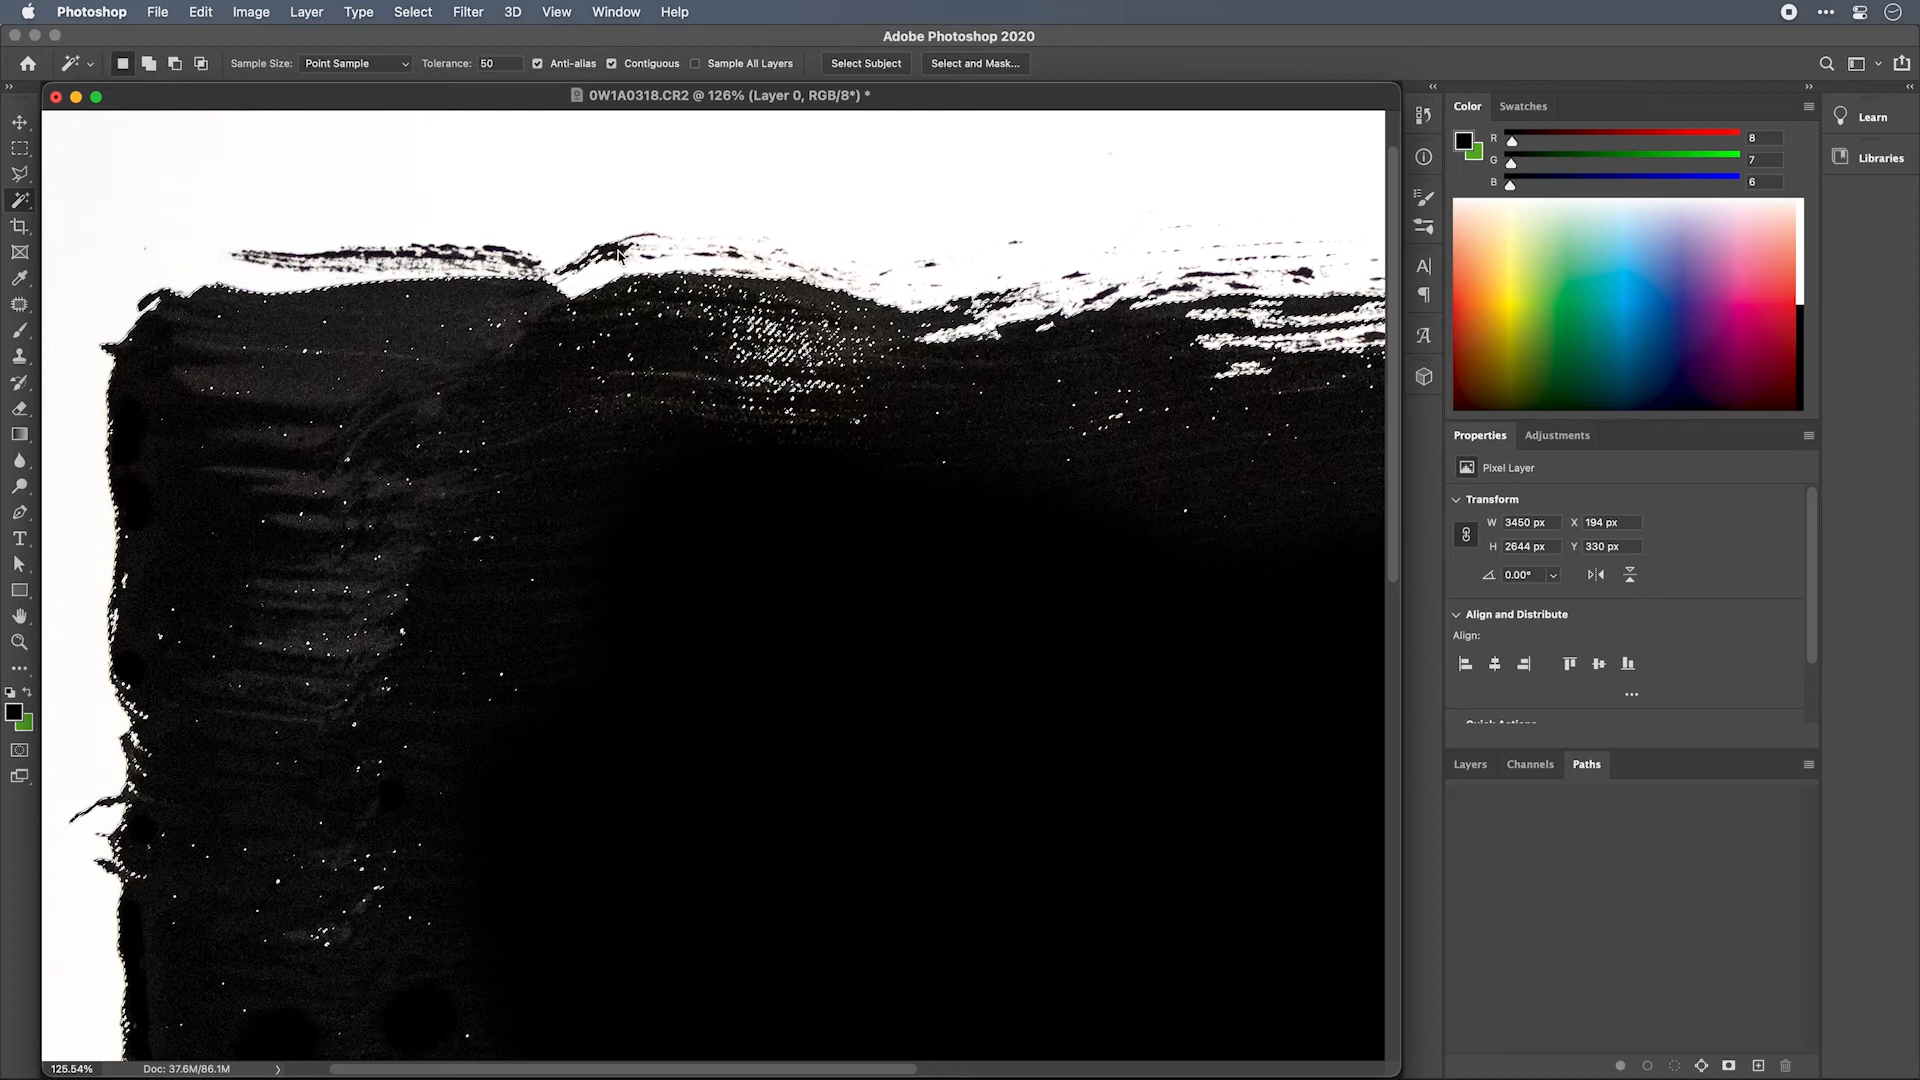 Photoshop File Edit Image Layer Type Select Filter 3D View Window Help
Adobe Photoshop 2020
Sample Size: Point Sample Tolerance: 50 Anti-alias Contiguous Sample All Layers Select Subject Select and Mask...
0W1A0318.CR2 @ 126% (Layer 0, RGB/8*) *
Color Swatches
Learn
Libraries
R 8
G 7
B 6
Properties Adjustments
Pixel Layer
Transform
W 3450 px X 194 px
H 2644 px Y 330 px
0.00°
Align and Distribute
Align:
Layers Channels Paths
125.54% Doc: 37.6M/86.1M